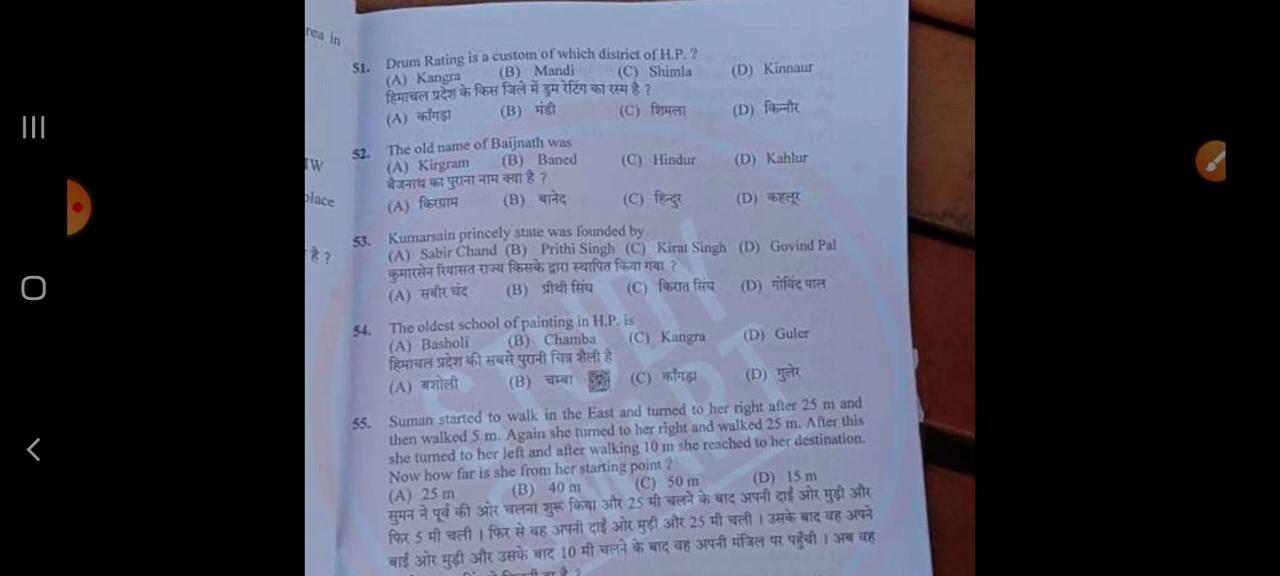 rea in
51. Drum Rating is a custom of which district of H.P. ?
(A) Kangra (B) Mandi (C) Shimla (D) Kinnaur
हिमाचल प्रदेश के किस जिले में ड्रम रेटिंग का रस्म है ?
(A) काँगड़ा (B) मंडी (C) शिमला (D) किन्नौर
52. The old name of Baijnath was
(A) Kirgram (B) Baned (C) Hindur (D) Kahlur
बैजनाथ का पुराना नाम क्या है ?
(A) किरग्राम (B) बानेद (C) हिन्दुर (D) कहलूर
IW
place
है ?
53. Kumarsain princely state was founded by
(A) Sabir Chand (B) Prithi Singh (C) Kirat Singh (D) Govind Pal
कुमारसेन रियासत राज्य किसके द्वारा स्थापित किया गया ?
(A) सबीर चंद (B) प्रीथी सिंघ (C) किरात सिंघ (D) गोविंद पाल
54. The oldest school of painting in H.P. is
(A) Basholi (B) Chamba (C) Kangra (D) Guler
हिमाचल प्रदेश की सबसे पुरानी चित्र शैली है
(A) बशोली (B) चम्बा (C) काँगड़ा (D) गुलेर
55. Suman started to walk in the East and turned to her right after 25 m and
then walked 5 m. Again she turned to her right and walked 25 m. After this
she turned to her left and after walking 10 m she reached to her destination.
Now how far is she from her starting point ?
(A) 25 m (B) 40 m (C) 50 m (D) 15 m
सुमन ने पूर्व की ओर चलना शुरू किया और 25 मी चलने के बाद अपनी दाईं ओर मुड़ी और
फिर 5 मी चली । फिर से वह अपनी दाईं ओर मुड़ी और 25 मी चली । उसके बाद वह अपने
बाईं ओर मुड़ी और उसके बाद 10 मी चलने के बाद वह अपनी मंजिल पर पहुँची । अब वह
STUDY